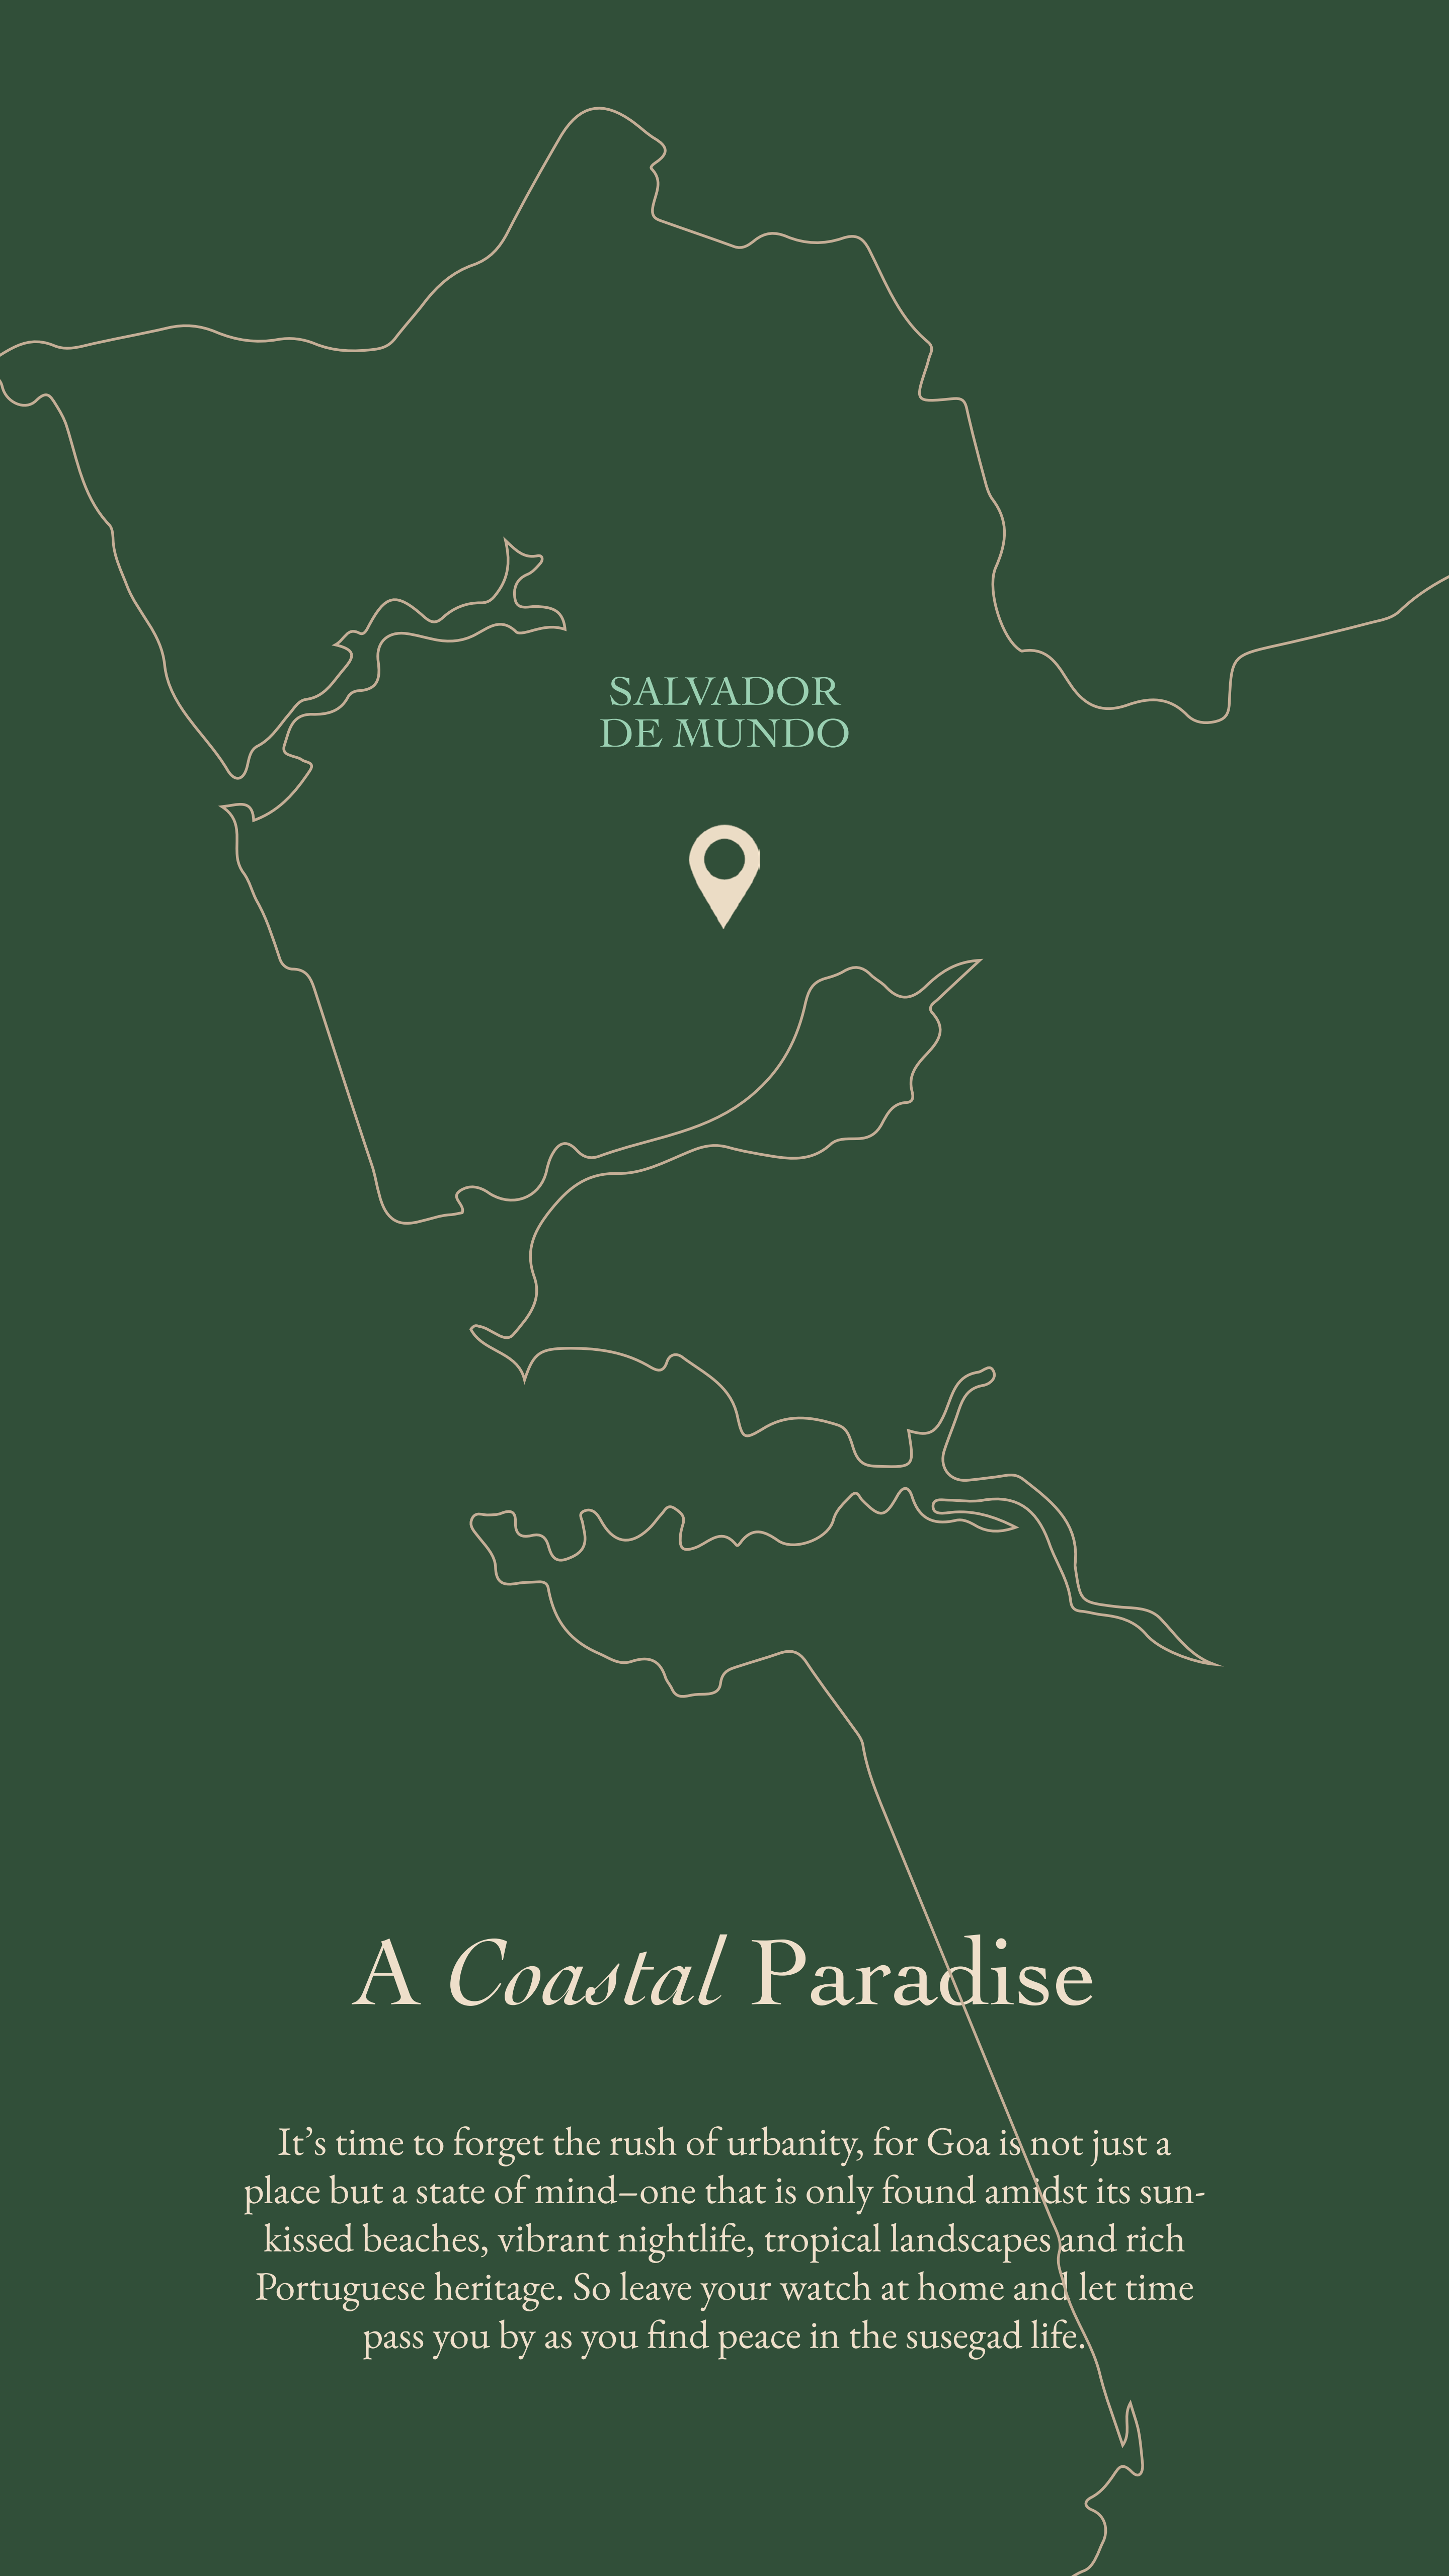 SALVADOR
DE MUNDO
A Coastal Paradise
It’s time to forget the rush of urbanity, for Goa is not just a
place but a state of mind–one that is only found amidst its sun-
kissed beaches, vibrant nightlife, tropical landscapes and rich
Portuguese heritage. So leave your watch at home and let time
pass you by as you find peace in the susegad life.